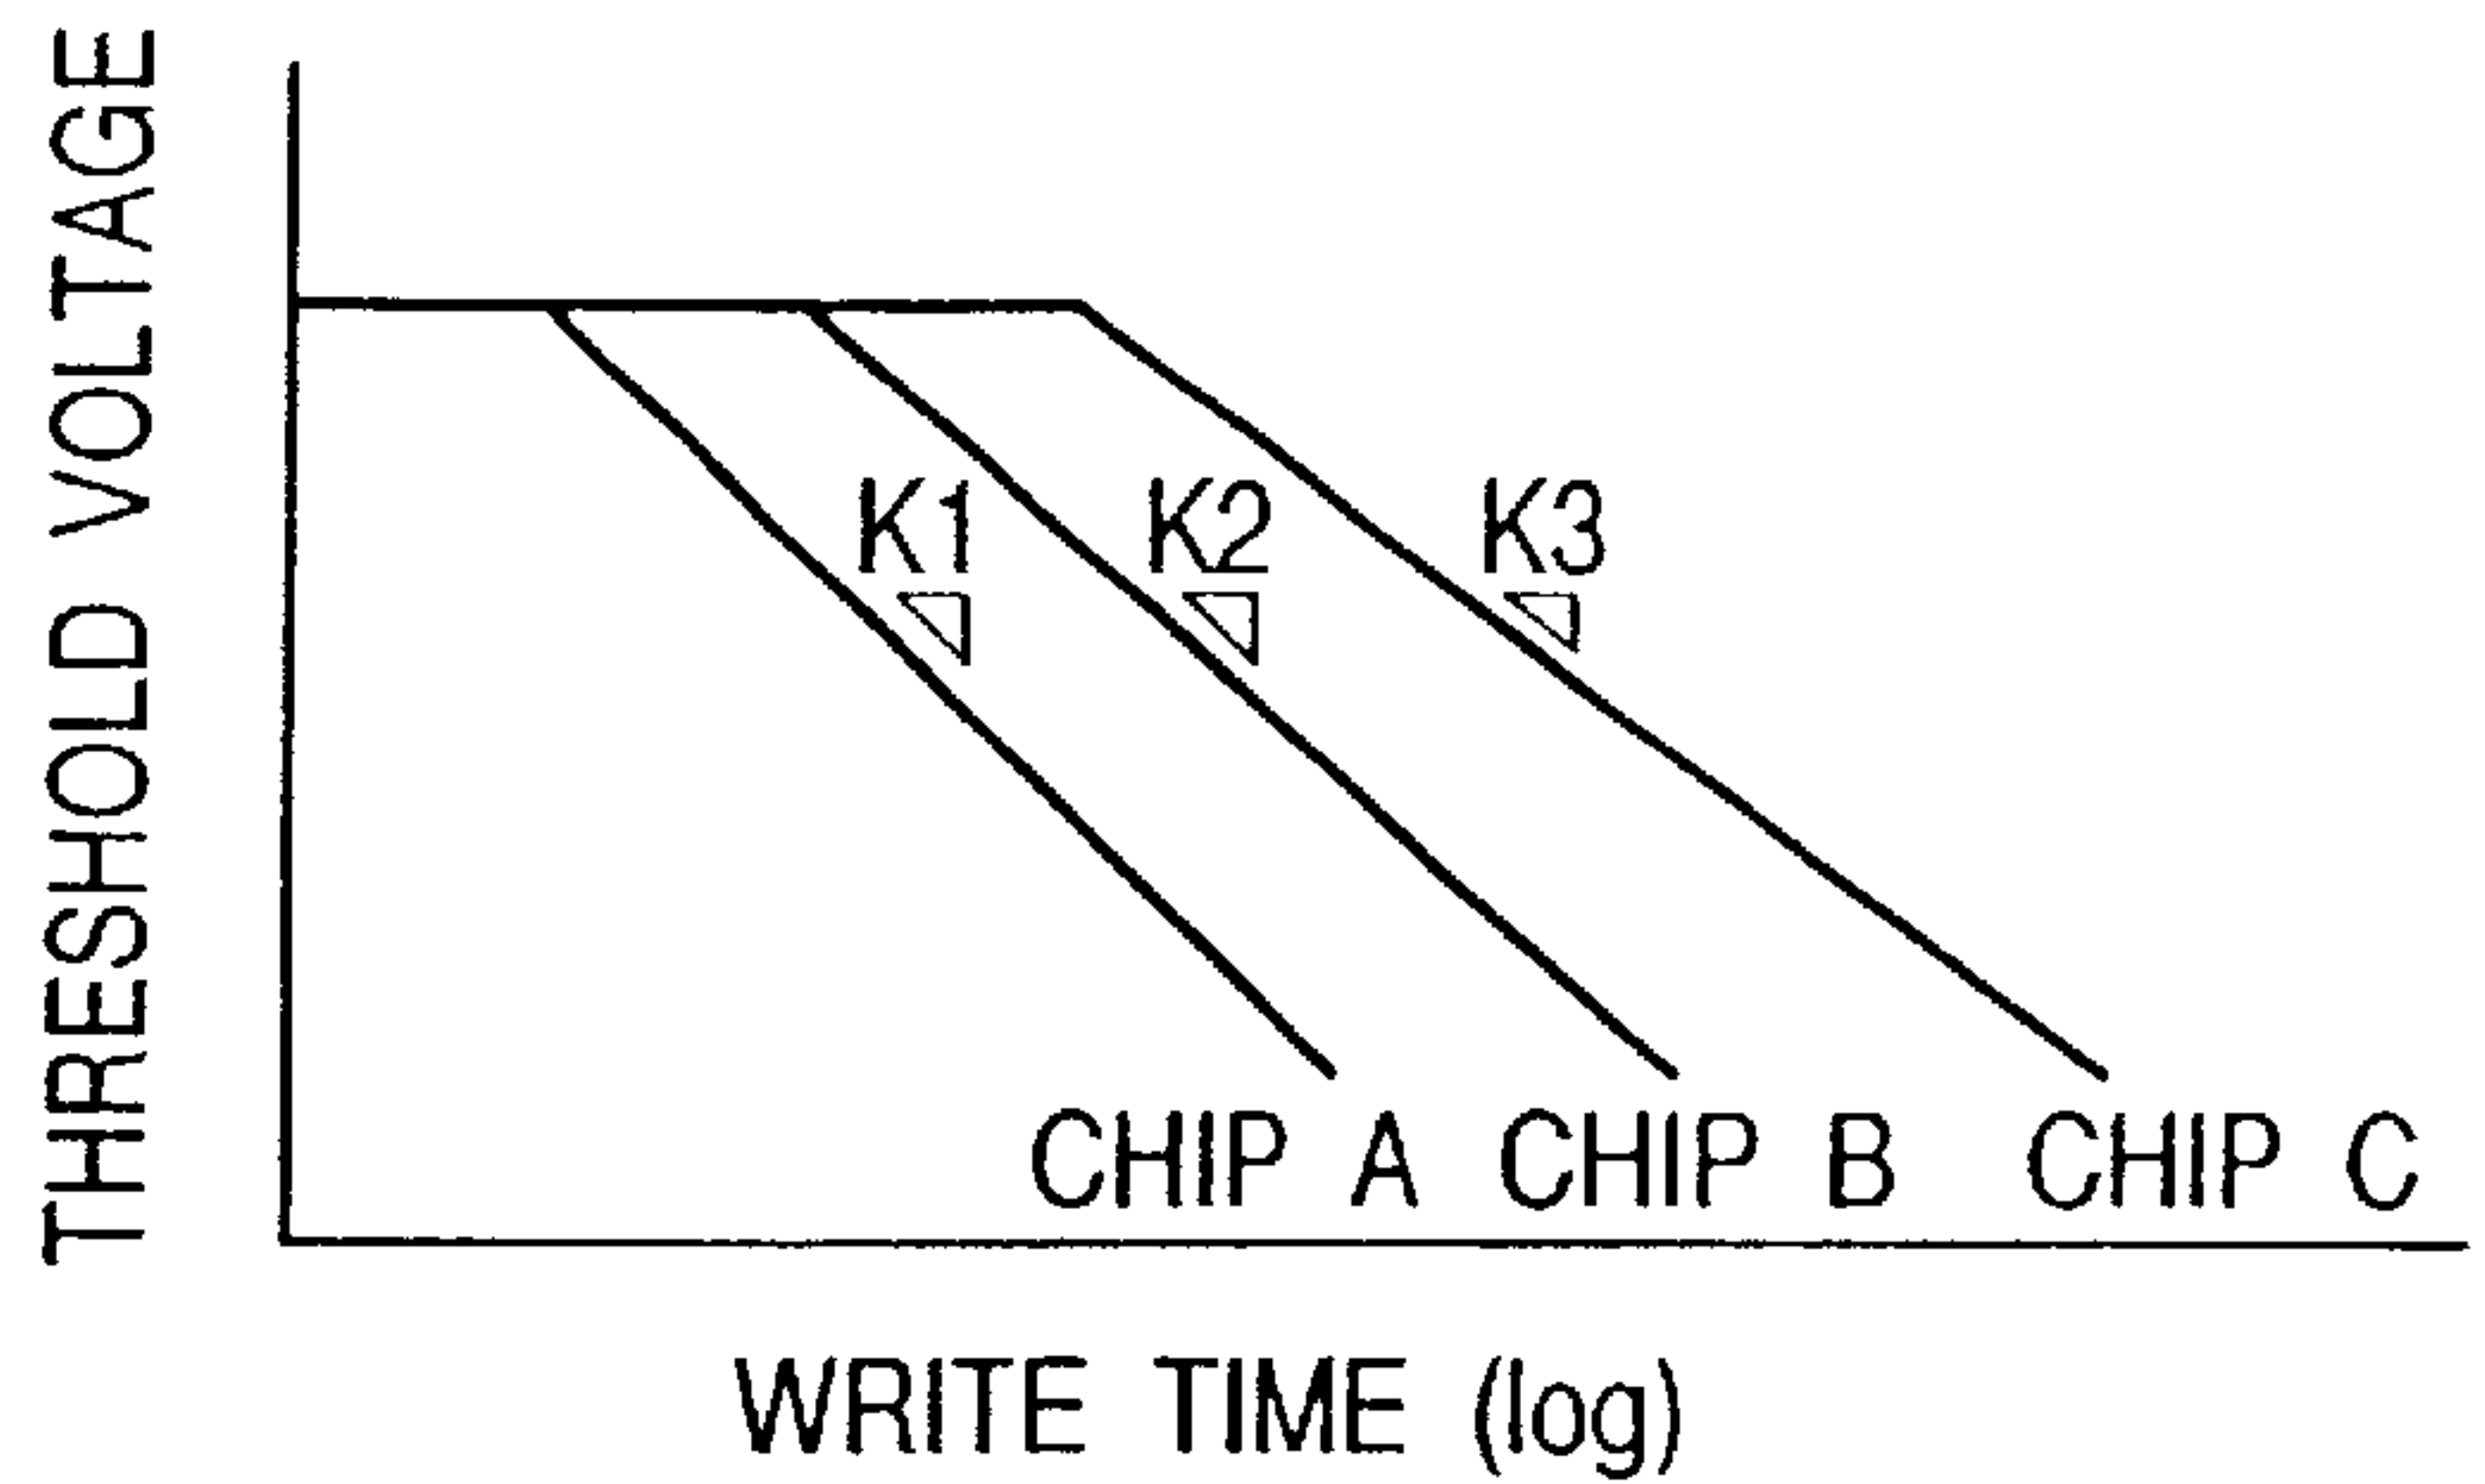 THRESHOLD VOLTAGE
K1 K2 K3
CHIP A CHIP B CHIP C
WRITE TIME (log)